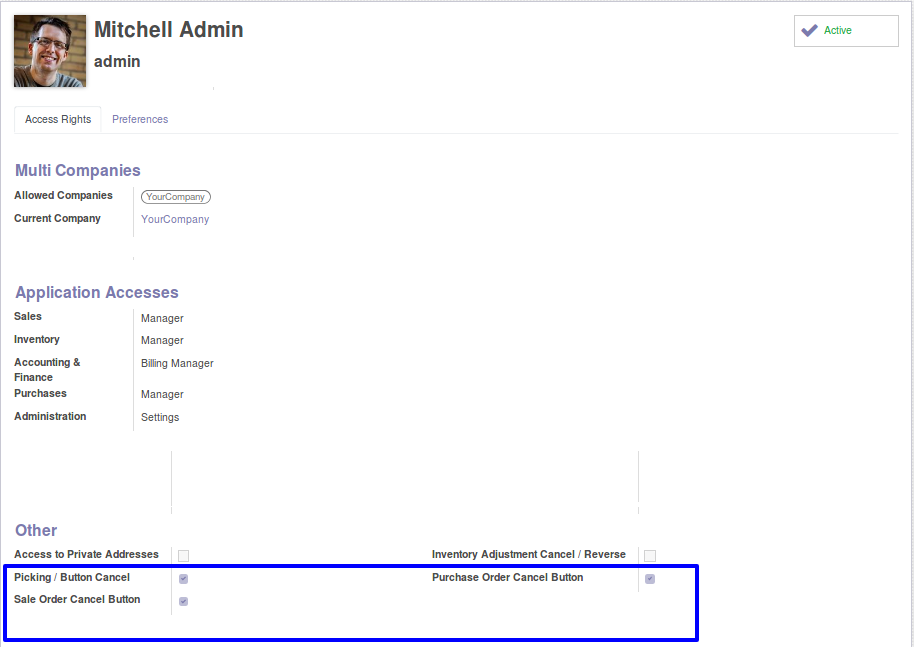 Mitchell Admin
Active
admin
Access Rights Preferences
Multi Companies
Allowed Companies YourCompany
Current Company YourCompany
Application Accesses
Sales Manager
Inventory Manager
Accounting & Billing Manager
Finance
Purchases Manager
Administration Settings
Other
Access to Private Addresses Inventory Adjustment Cancel / Reverse
Picking / Button Cancel Purchase Order Cancel Button
Sale Order Cancel Button